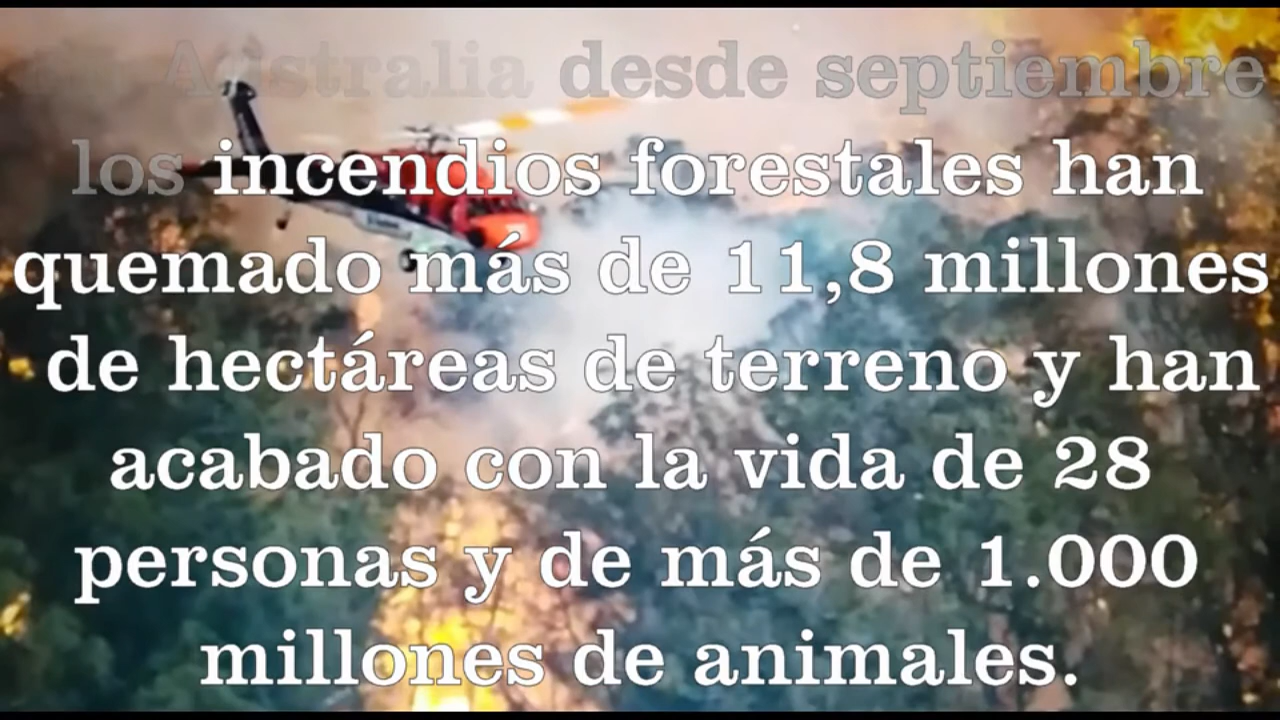 En Australia desde septiembre
los incendios forestales han
quemado más de 11,8 millones
de hectáreas de terreno y han
acabado con la vida de 28
personas y de más de 1.000
millones de animales.